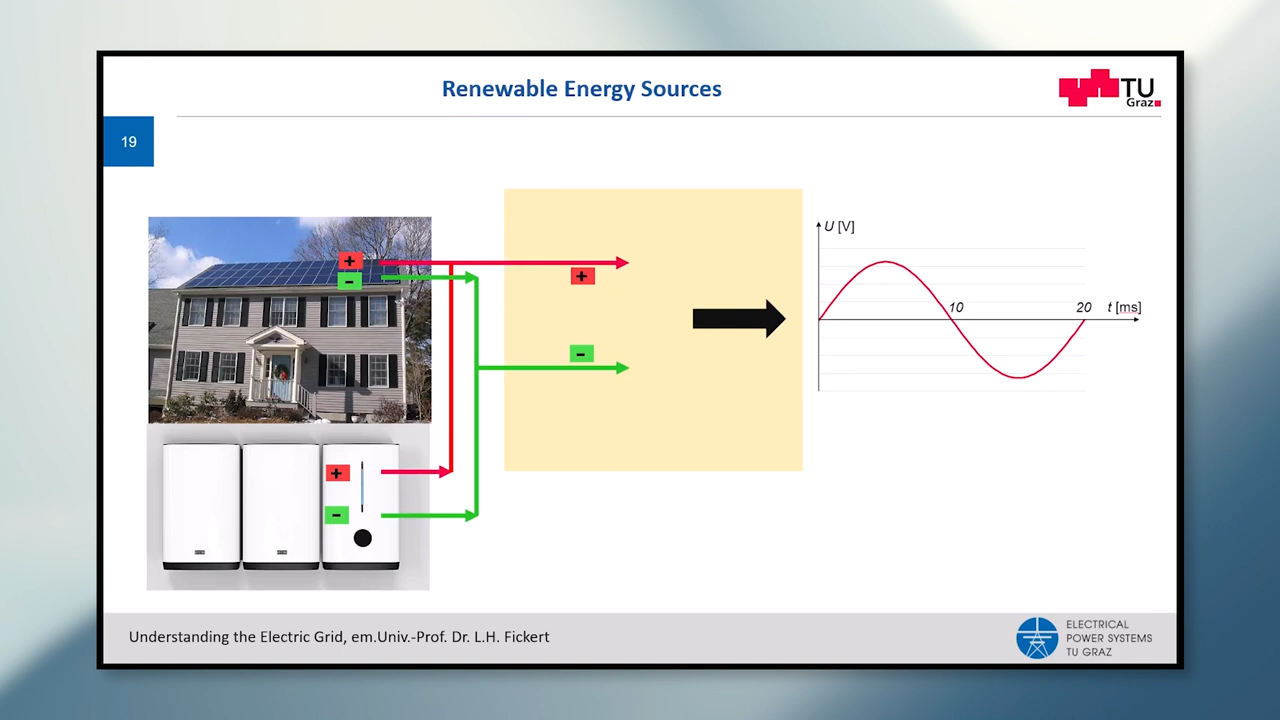 Renewable Energy Sources
TU
Graz
19
+
-
+
-
+
-
U [V]
10
20
t [ms]
Understanding the Electric Grid, em.Univ.-Prof. Dr. L.H. Fickert
ELECTRICAL
POWER SYSTEMS
TU GRAZ